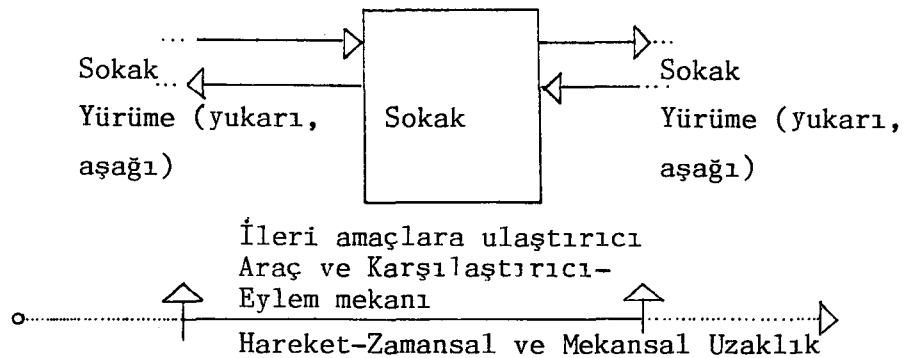 Sokak
Yürüme (yukarı,
aşağı)
Sokak
Sokak
Yürüme (yukarı,
aşağı)
İleri amaçlara ulaştırıcı
Araç ve Karşılaştırıcı-
Eylem mekanı
Hareket-Zamansal ve Mekansal Uzaklık